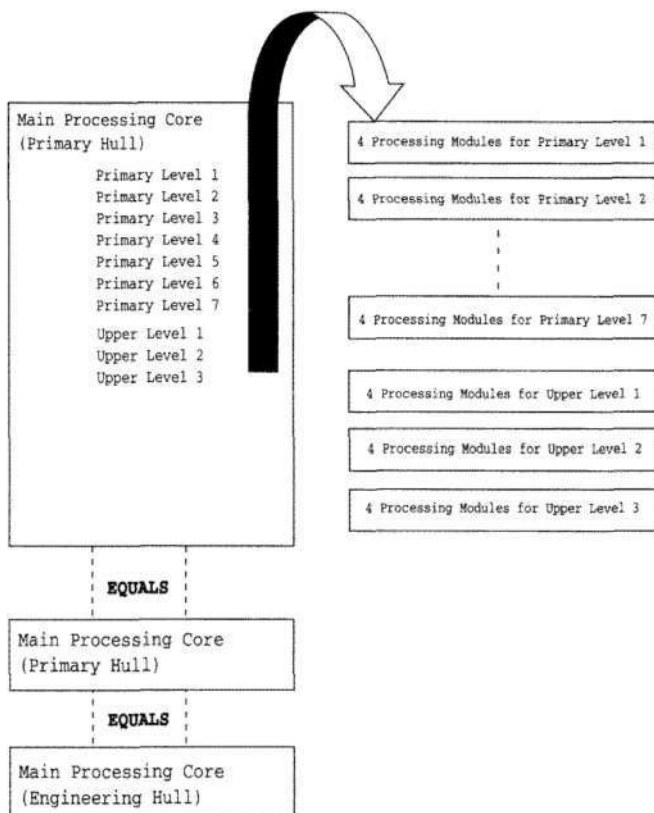 Main Processing Core
(Primary Hull)
Primary Level 1
Primary Level 2
Primary Level 3
Primary Level 4
Primary Level 5
Primary Level 6
Primary Level 7
Upper Level 1
Upper Level 2
Upper Level 3
4 Processing Modules for Primary Level 1
4 Processing Modules for Primary Level 2
4 Processing Modules for Primary Level 7
4 Processing Modules for Upper Level 1
4 Processing Modules for Upper Level 2
4 Processing Modules for Upper Level 3
EQUALS
Main Processing Core
(Primary Hull)
EQUALS
Main Processing Core
(Engineering Hull)